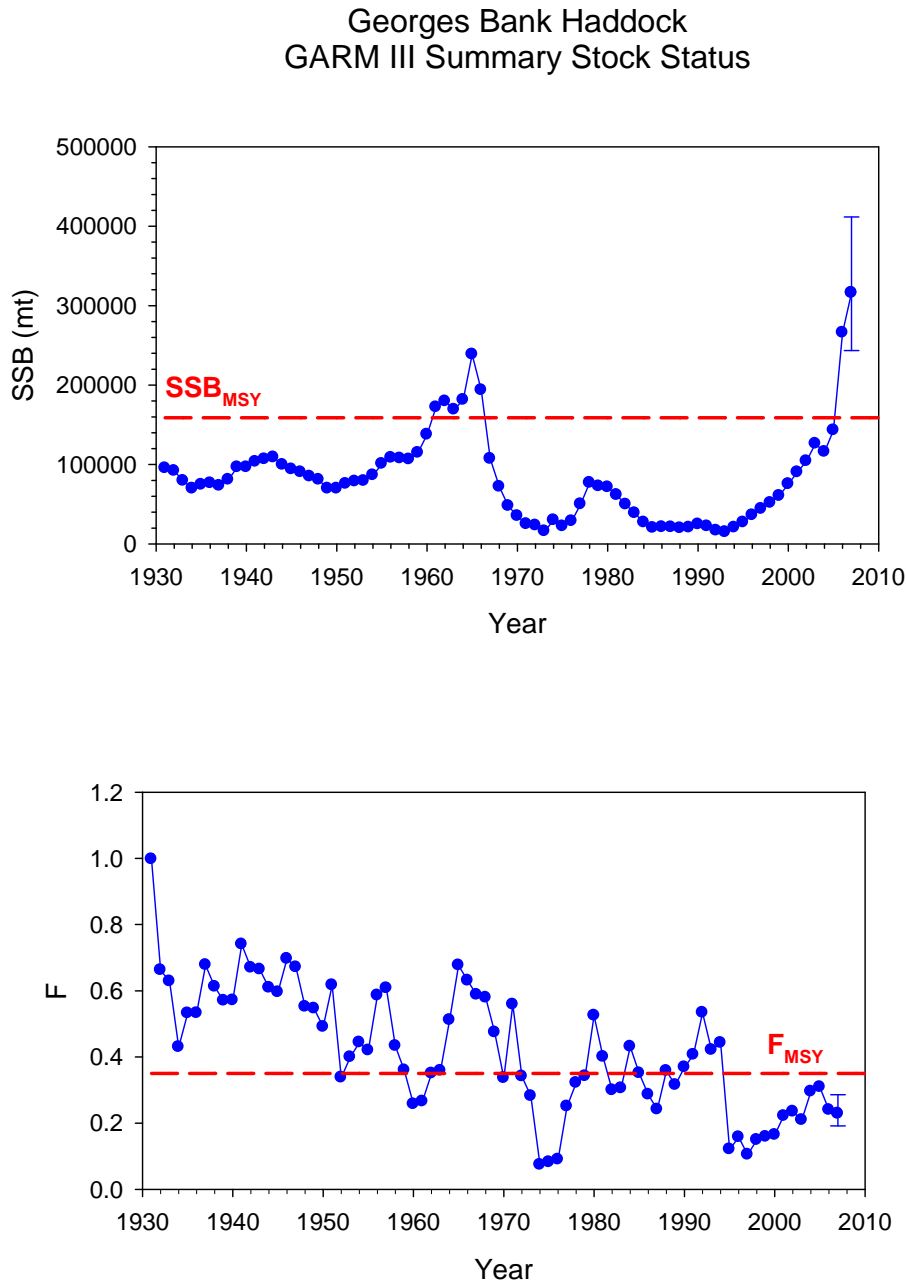 Georges Bank Haddock
GARM III Summary Stock Status
500000
400000
300000
200000
100000
0
SSB (mt)
SSB_MSY
1930 1940 1950 1960 1970 1980 1990 2000 2010
Year
1.2
1.0
0.8
0.6
0.4
0.2
0.0
F
F_MSY
1930 1940 1950 1960 1970 1980 1990 2000 2010
Year